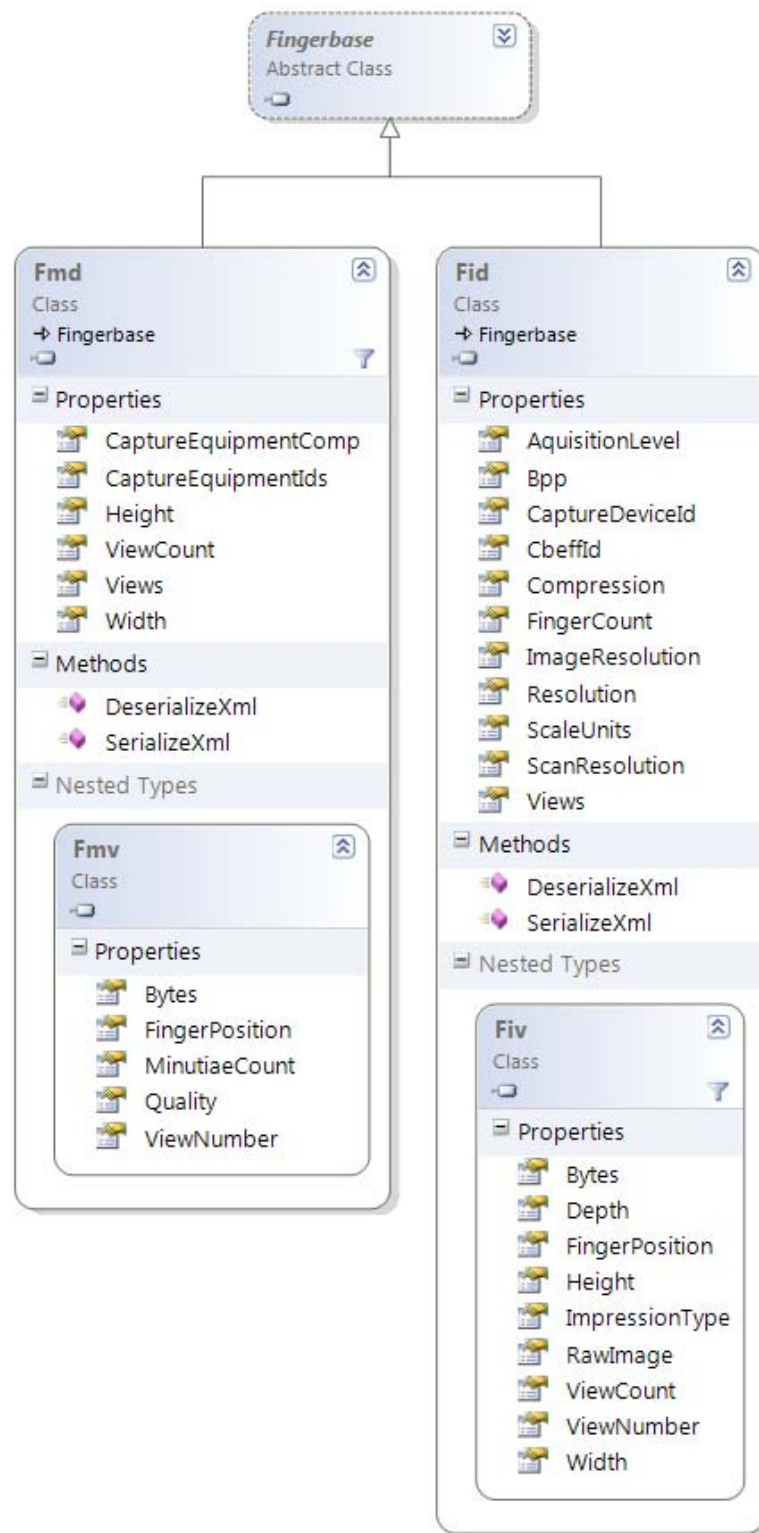 Fingerbase
Abstract Class
Fmd
Class
Fingerbase
Properties
CaptureEquipmentComp
CaptureEquipmentIds
Height
ViewCount
Views
Width
Methods
DeserializeXml
SerializeXml
Nested Types
Fmv
Class
Properties
Bytes
FingerPosition
MinutiaeCount
Quality
ViewNumber
Fid
Class
Fingerbase
Properties
AquisitionLevel
Bpp
CaptureDeviceId
CbeffId
Compression
FingerCount
ImageResolution
Resolution
ScaleUnits
ScanResolution
Views
Methods
DeserializeXml
SerializeXml
Nested Types
Fiv
Class
Properties
Bytes
Depth
FingerPosition
Height
ImpressionType
RawImage
ViewCount
ViewNumber
Width